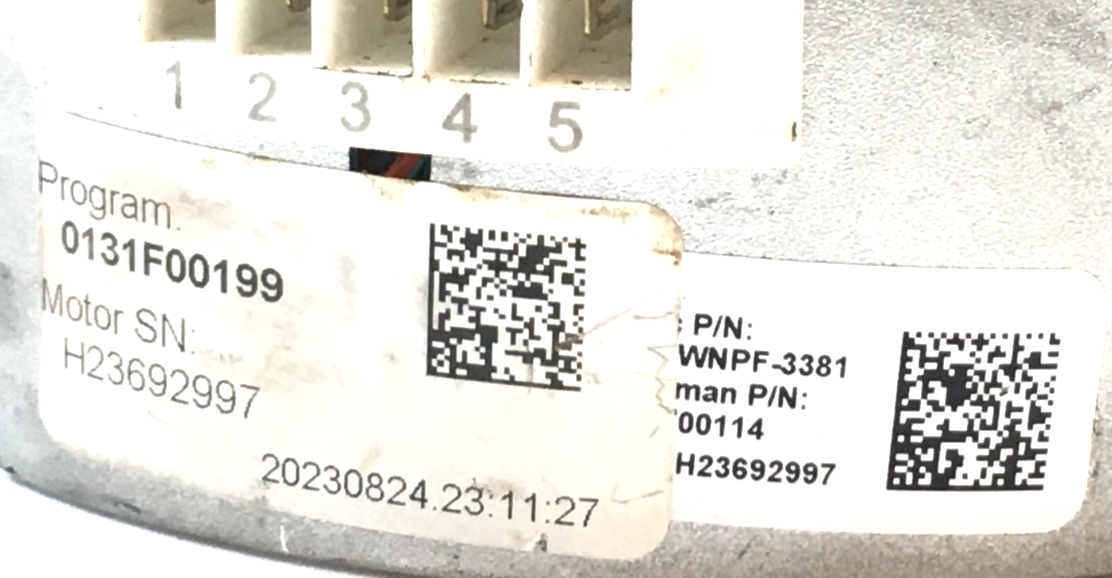 1 2 3 4 5
Program.
0131F00199
Motor SN:
H23692997
20230824.23:11:27
: P/N:
WNPF-3381
man P/N:
00114
H23692997